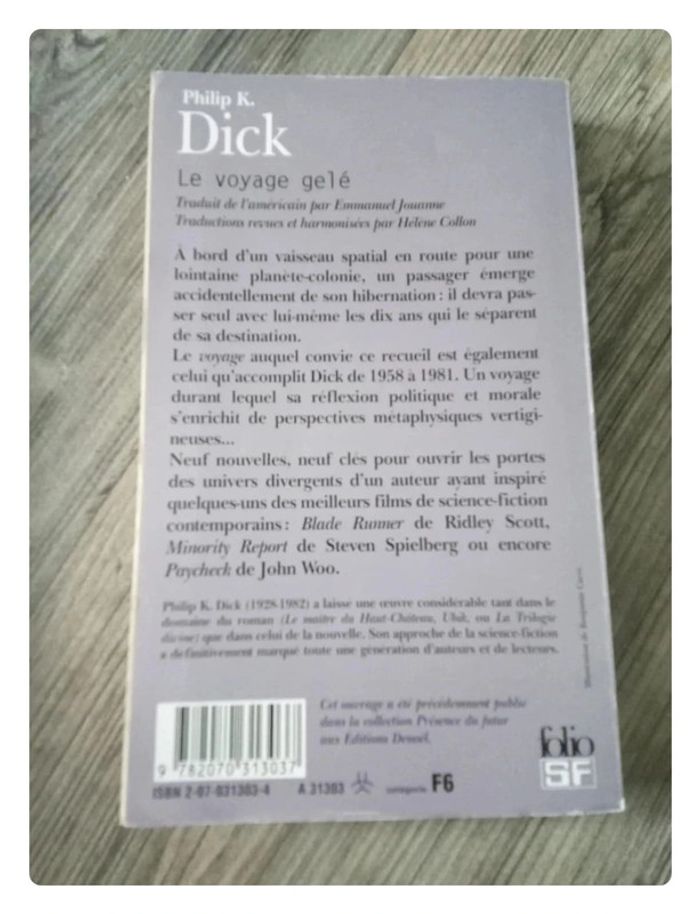 Philip K.
Dick
Le voyage gelé
Traduit de l'américain par Emmanuel Jouanne
Traductions revues et harmonisées par Hélène Collon
À bord d'un vaisseau spatial en route pour une
lointaine planète-colonie, un passager émerge
accidentellement de son hibernation : il devra pas-
ser seul avec lui-même les dix ans qui le séparent
de sa destination.
Le voyage auquel convie ce recueil est également
celui qu'accomplit Dick de 1958 à 1981. Un voyage
durant lequel sa réflexion politique et morale
s'enrichit de perspectives métaphysiques vertigi-
neuses...
Neuf nouvelles, neuf clés pour ouvrir les portes
des univers divergents d'un auteur ayant inspiré
quelques-uns des meilleurs films de science-fiction
contemporains : Blade Runner de Ridley Scott,
Minority Report de Steven Spielberg ou encore
Paycheck de John Woo.
Philip K. Dick (1928-1982) a laissé une œuvre considérable tant dans le
domaine du roman (Le maître du Haut-Château, Ubik, ou La Trilogie
divine) que dans celui de la nouvelle. Son approche de la science-fiction
a définitivement marqué toute une génération d'auteurs et de lecteurs.
Illustration de Benjamin Carré
Cet ouvrage a été précédemment publié
dans la collection Présence du futur
aux Éditions Denoël.
9 782070 313037
ISBN 2-07-031303-4 A 31303 catégorie F6
folio
SF